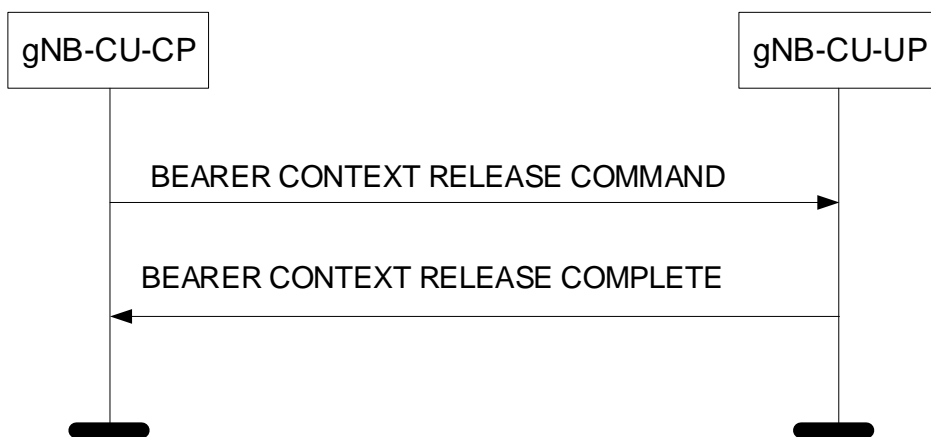 gNB-CU-CP
gNB-CU-UP
BEARER CONTEXT RELEASE COMMAND
BEARER CONTEXT RELEASE COMPLETE